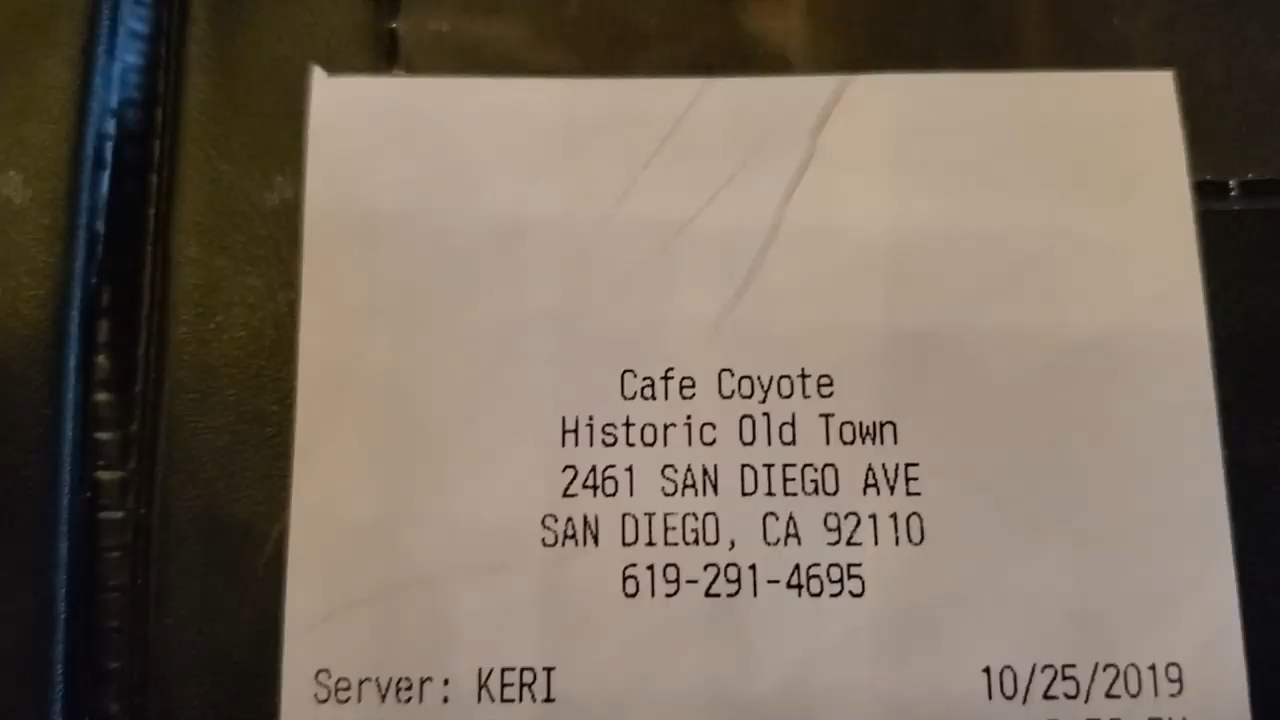 Cafe Coyote
Historic Old Town
2461 SAN DIEGO AVE
SAN DIEGO, CA 92110
619-291-4695
Server: KERI 10/25/2019